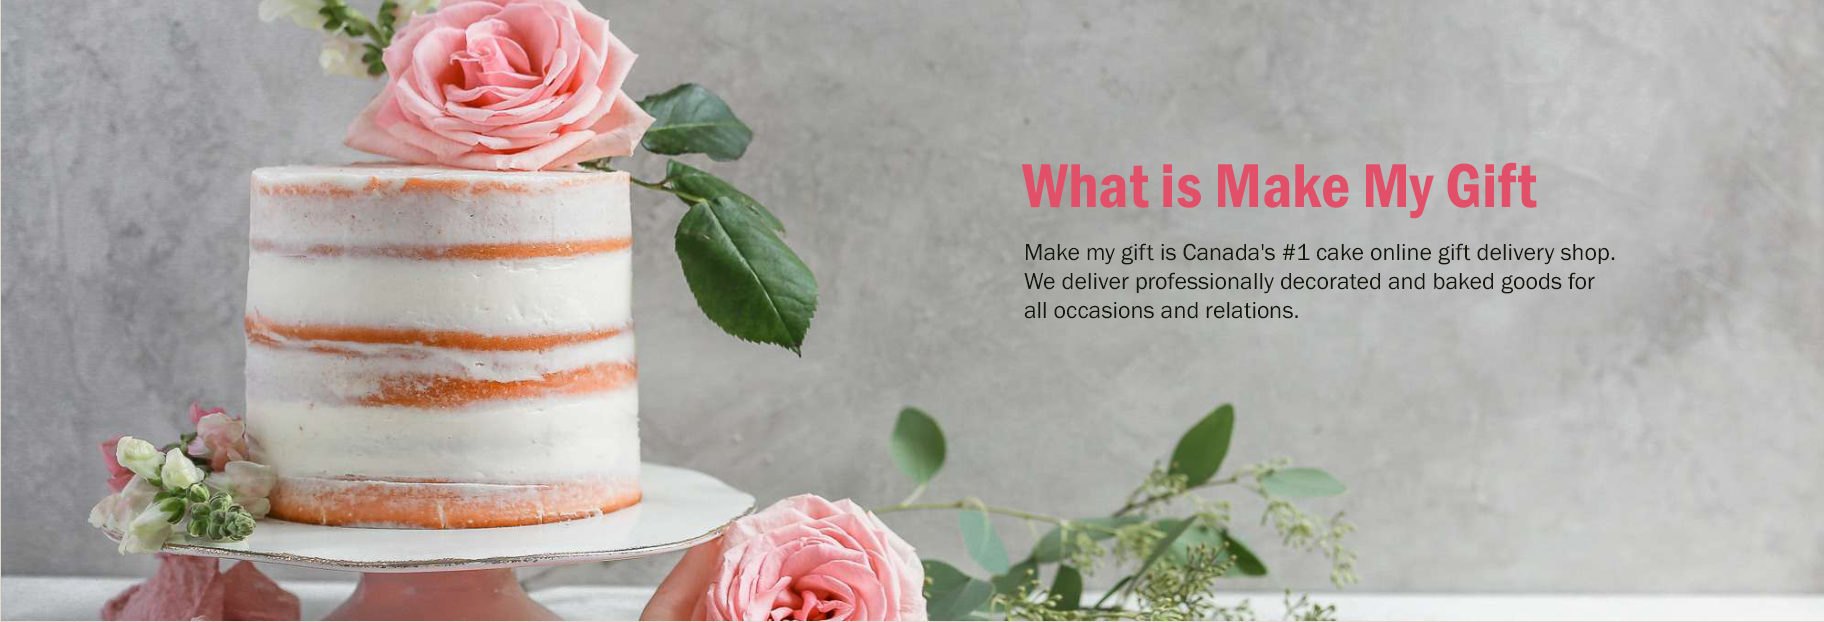 What is Make My Gift
Make my gift is Canada's #1 cake online gift delivery shop.
We deliver professionally decorated and baked goods for
all occasions and relations.